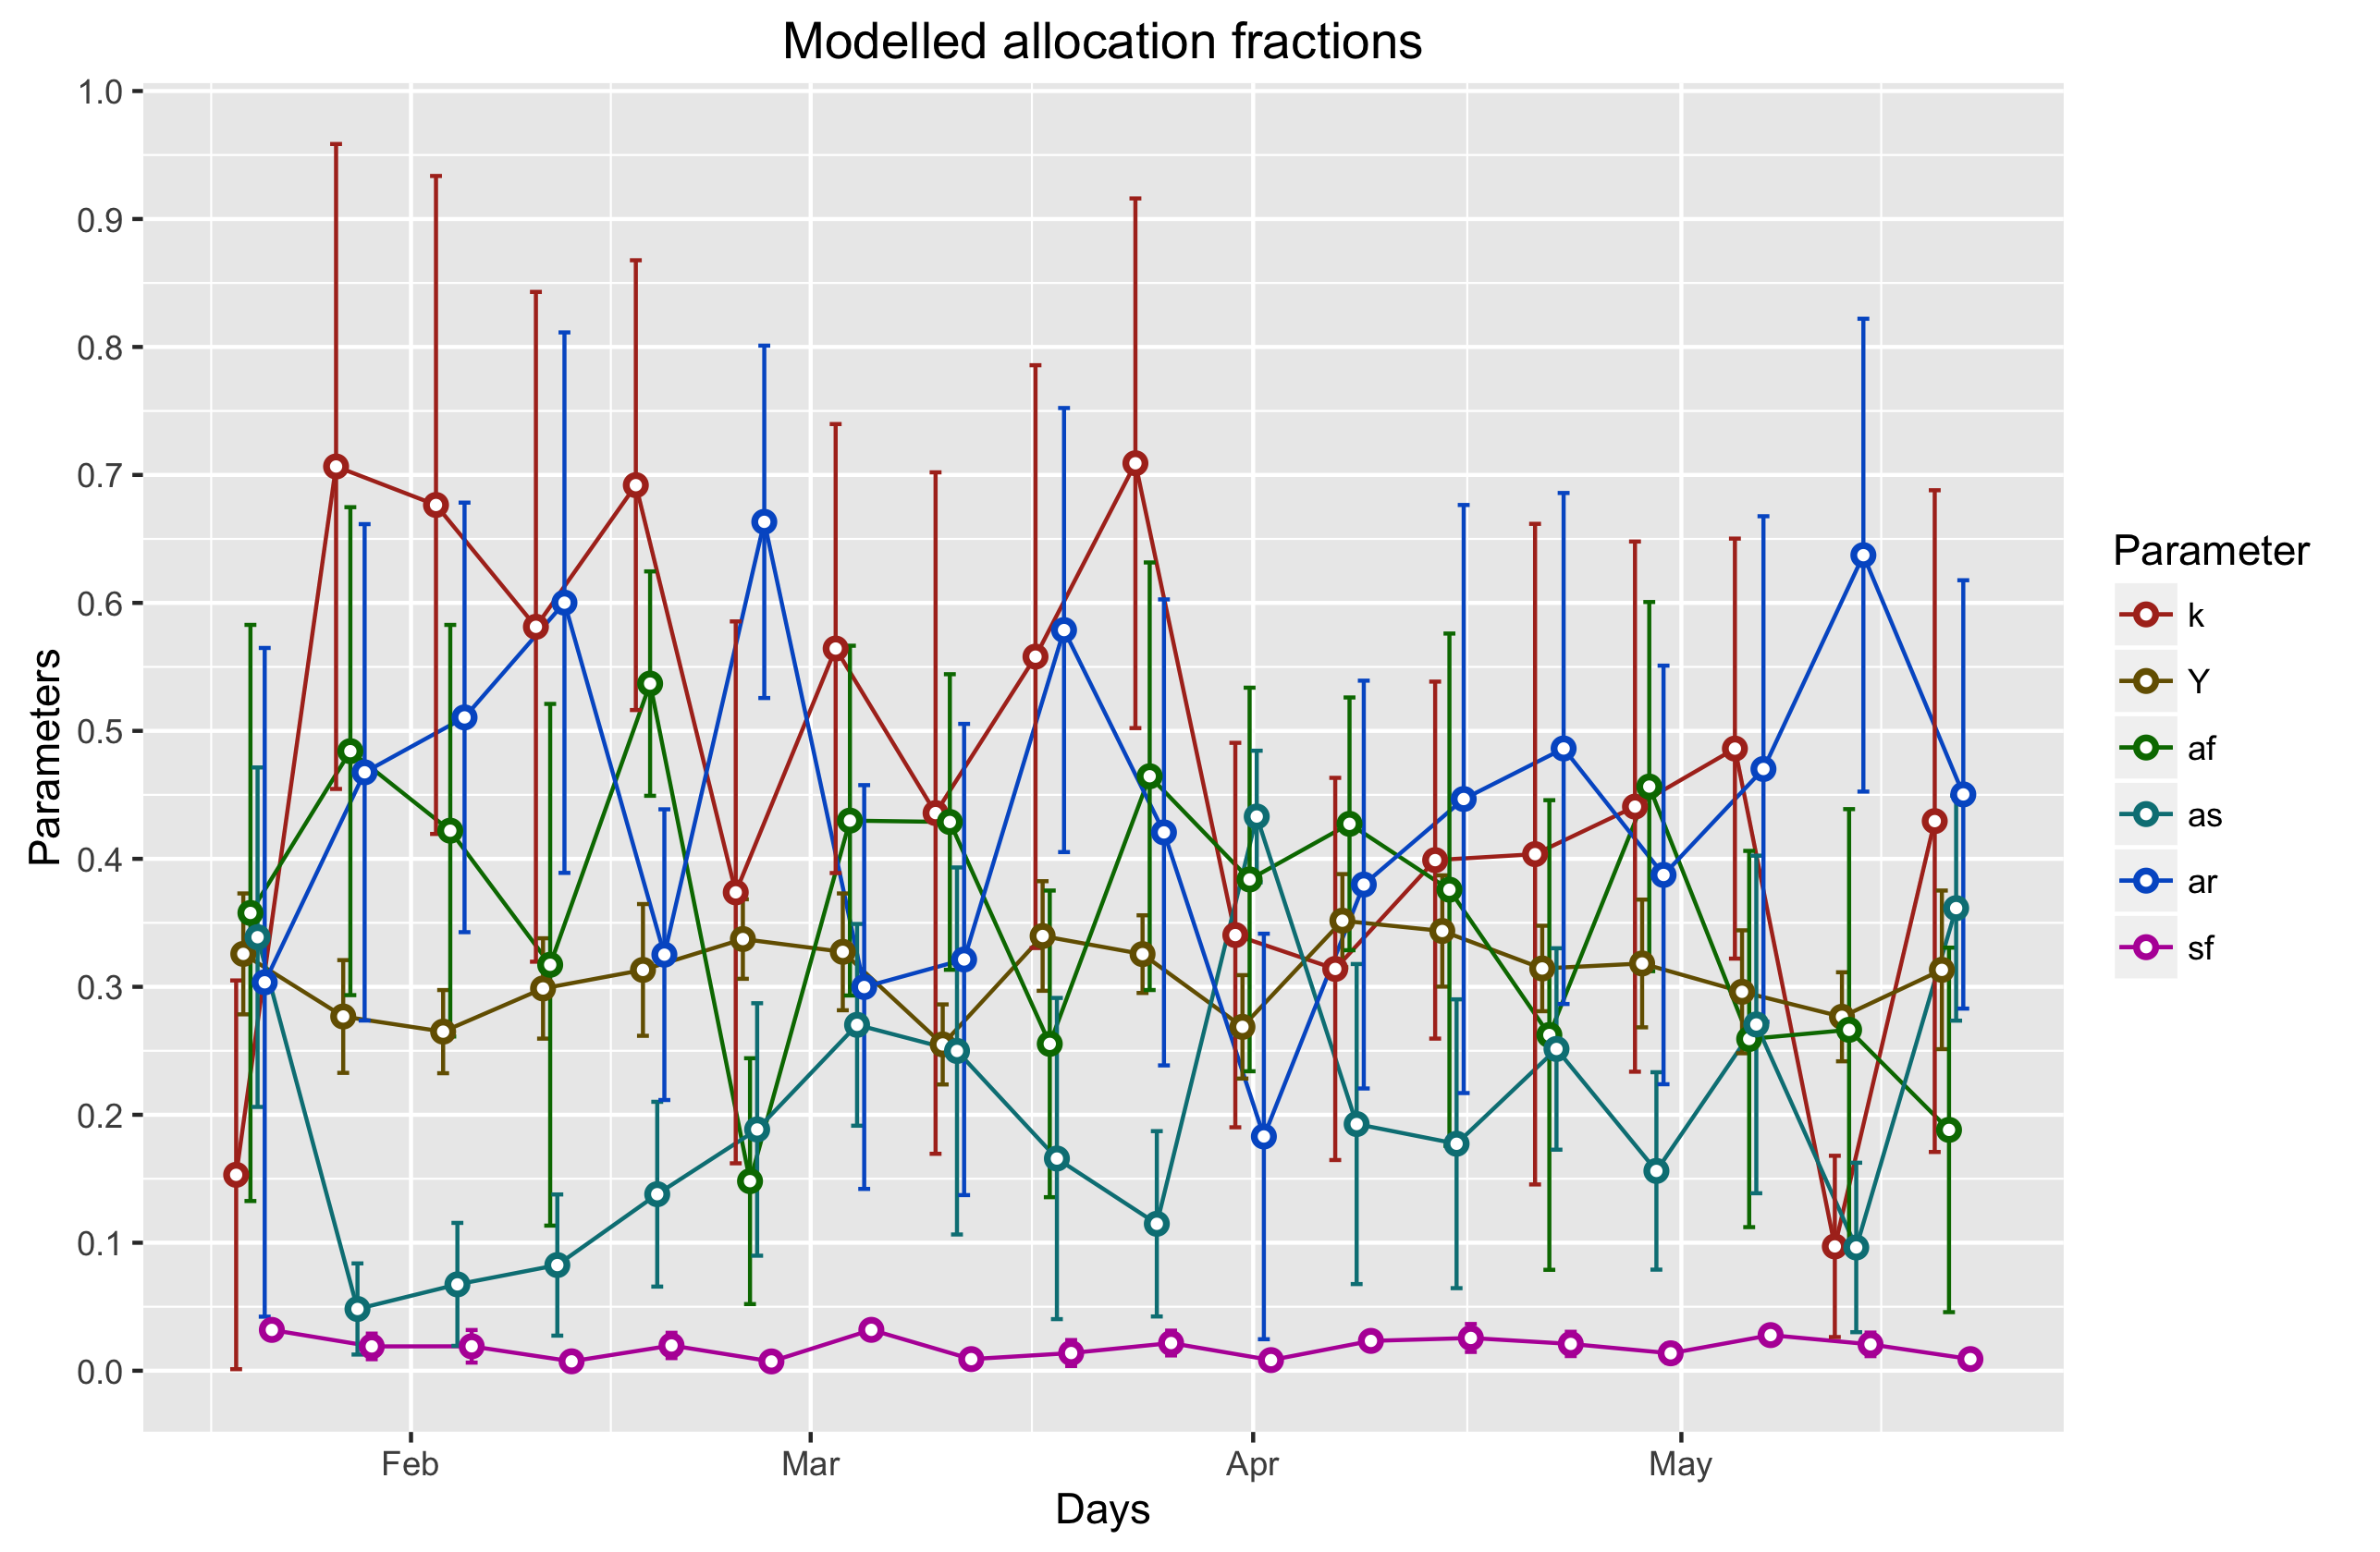 Modelled allocation fractions
1.0
0.9
0.8
0.7
0.6
0.5
0.4
0.3
0.2
0.1
0.0
Parameters
Feb Mar Apr May
Days
Parameter
k
Y
af
as
ar
sf